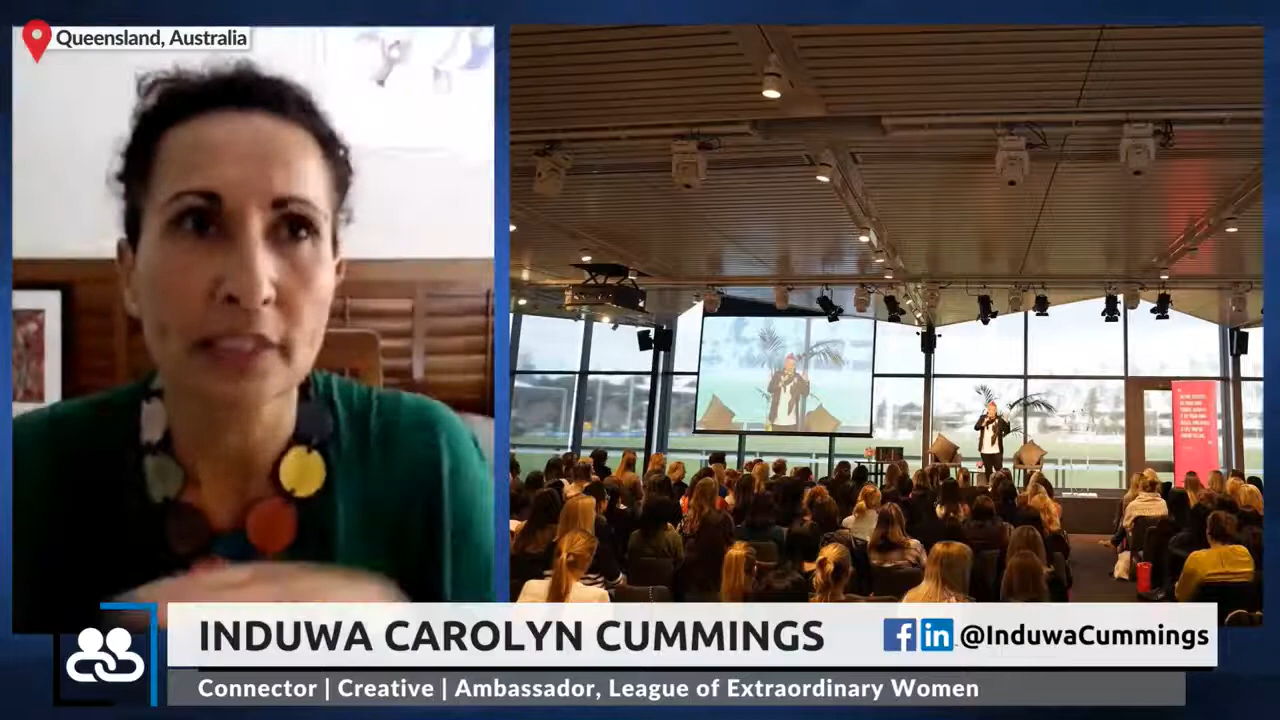 Queensland, Australia
INDUWA CAROLYN CUMMINGS
@InduwaCummings
Connector | Creative | Ambassador, League of Extraordinary Women